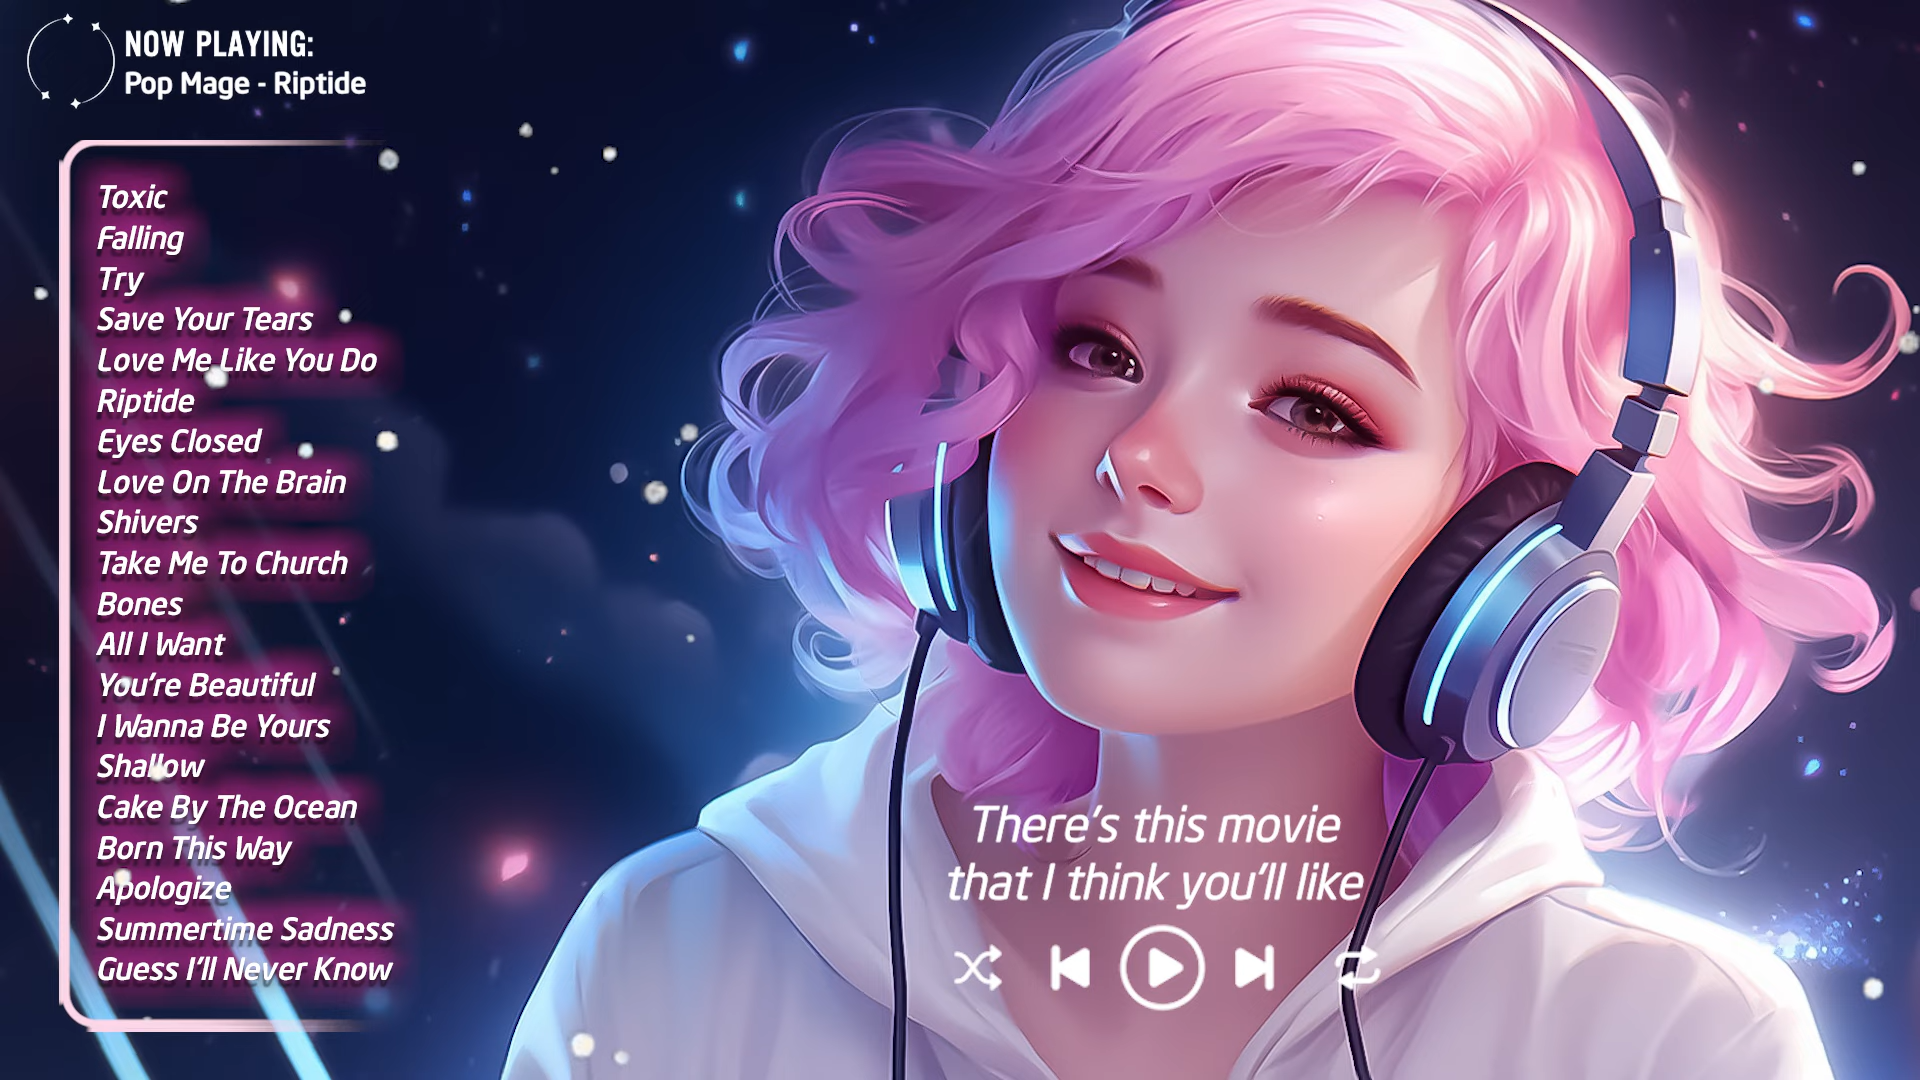 NOW PLAYING:
Pop Mage - Riptide
Toxic
Falling
Try
Save Your Tears
Love Me Like You Do
Riptide
Eyes Closed
Love On The Brain
Shivers
Take Me To Church
Bones
All I Want
You're Beautiful
I Wanna Be Yours
Shallow
Cake By The Ocean
Born This Way
Apologize
Summertime Sadness
Guess I'll Never Know
There's this movie
that I think you'll like